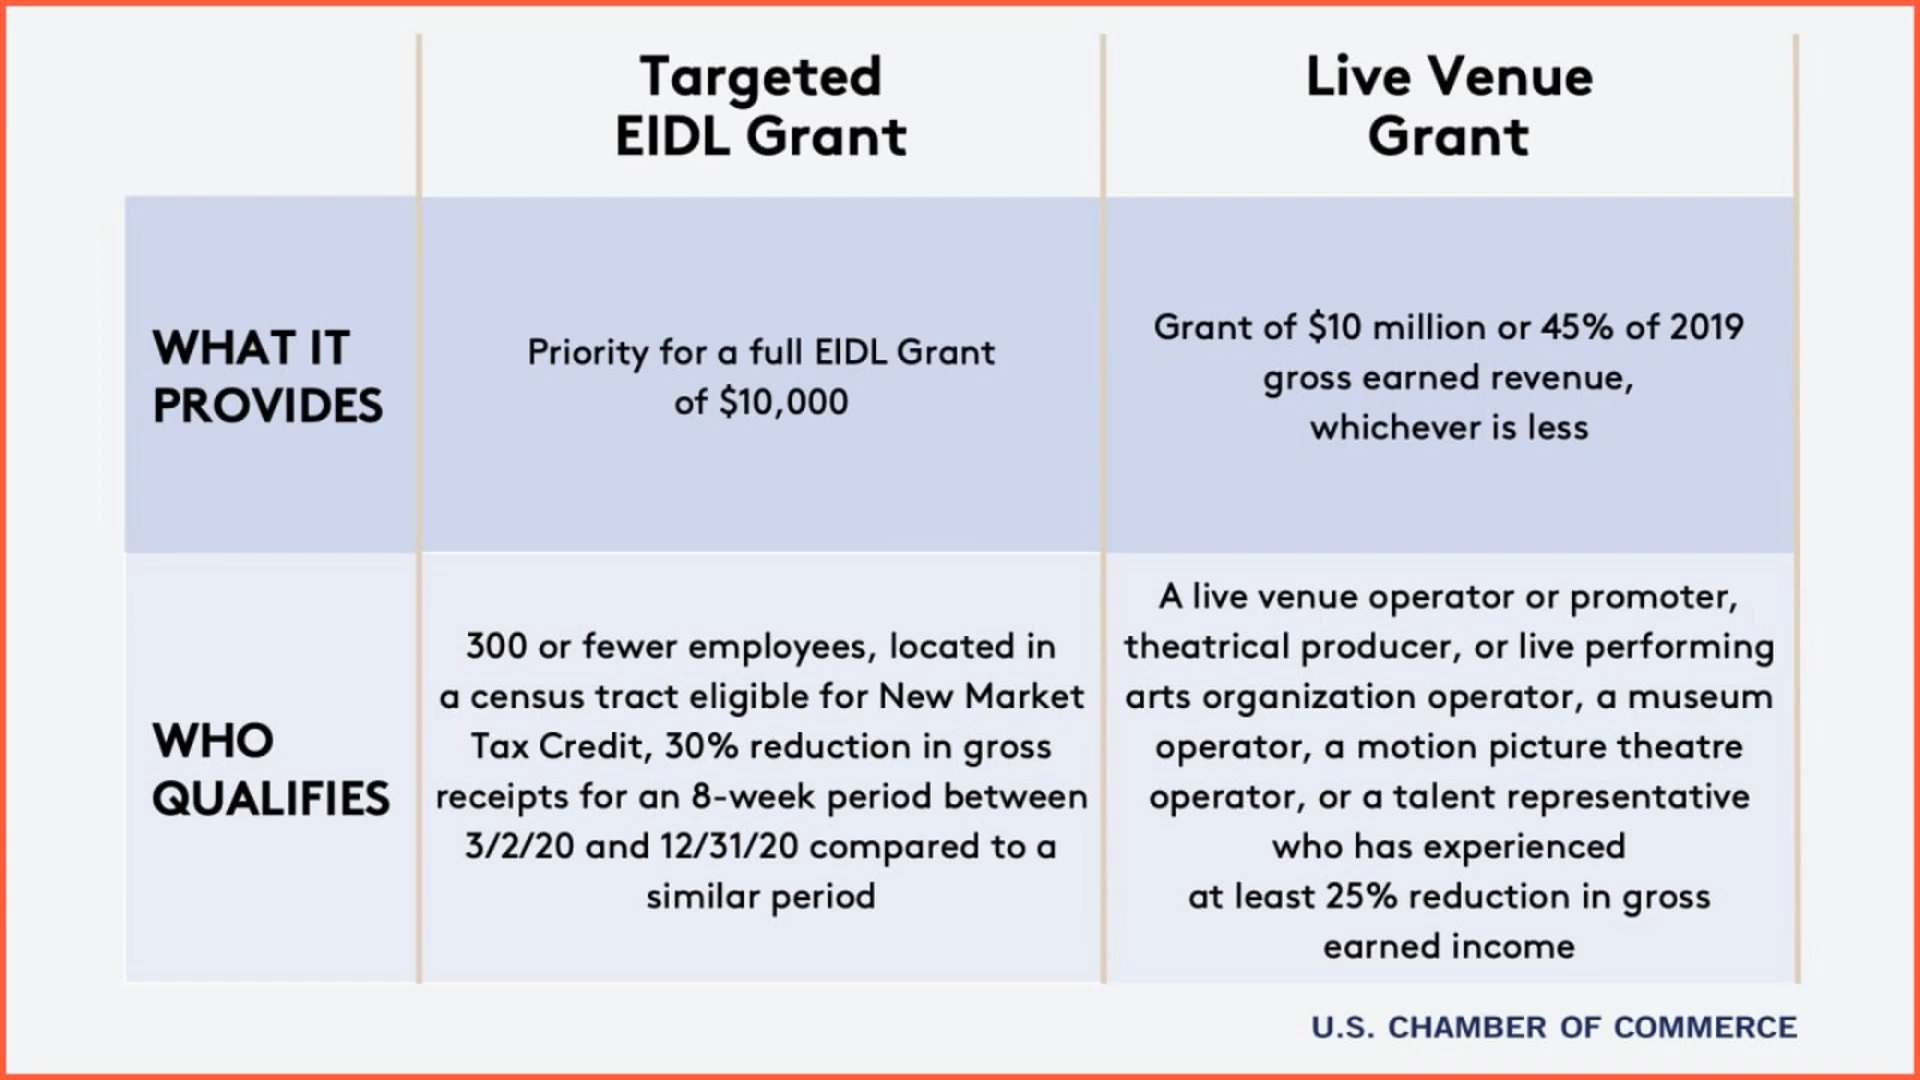 Targeted
EIDL Grant
Live Venue
Grant
WHAT IT
PROVIDES
Priority for a full EIDL Grant
of $10,000
Grant of $10 million or 45% of 2019
gross earned revenue,
whichever is less
WHO
QUALIFIES
300 or fewer employees, located in
a census tract eligible for New Market
Tax Credit, 30% reduction in gross
receipts for an 8-week period between
3/2/20 and 12/31/20 compared to a
similar period
A live venue operator or promoter,
theatrical producer, or live performing
arts organization operator, a museum
operator, a motion picture theatre
operator, or a talent representative
who has experienced
at least 25% reduction in gross
earned income
U.S. CHAMBER OF COMMERCE